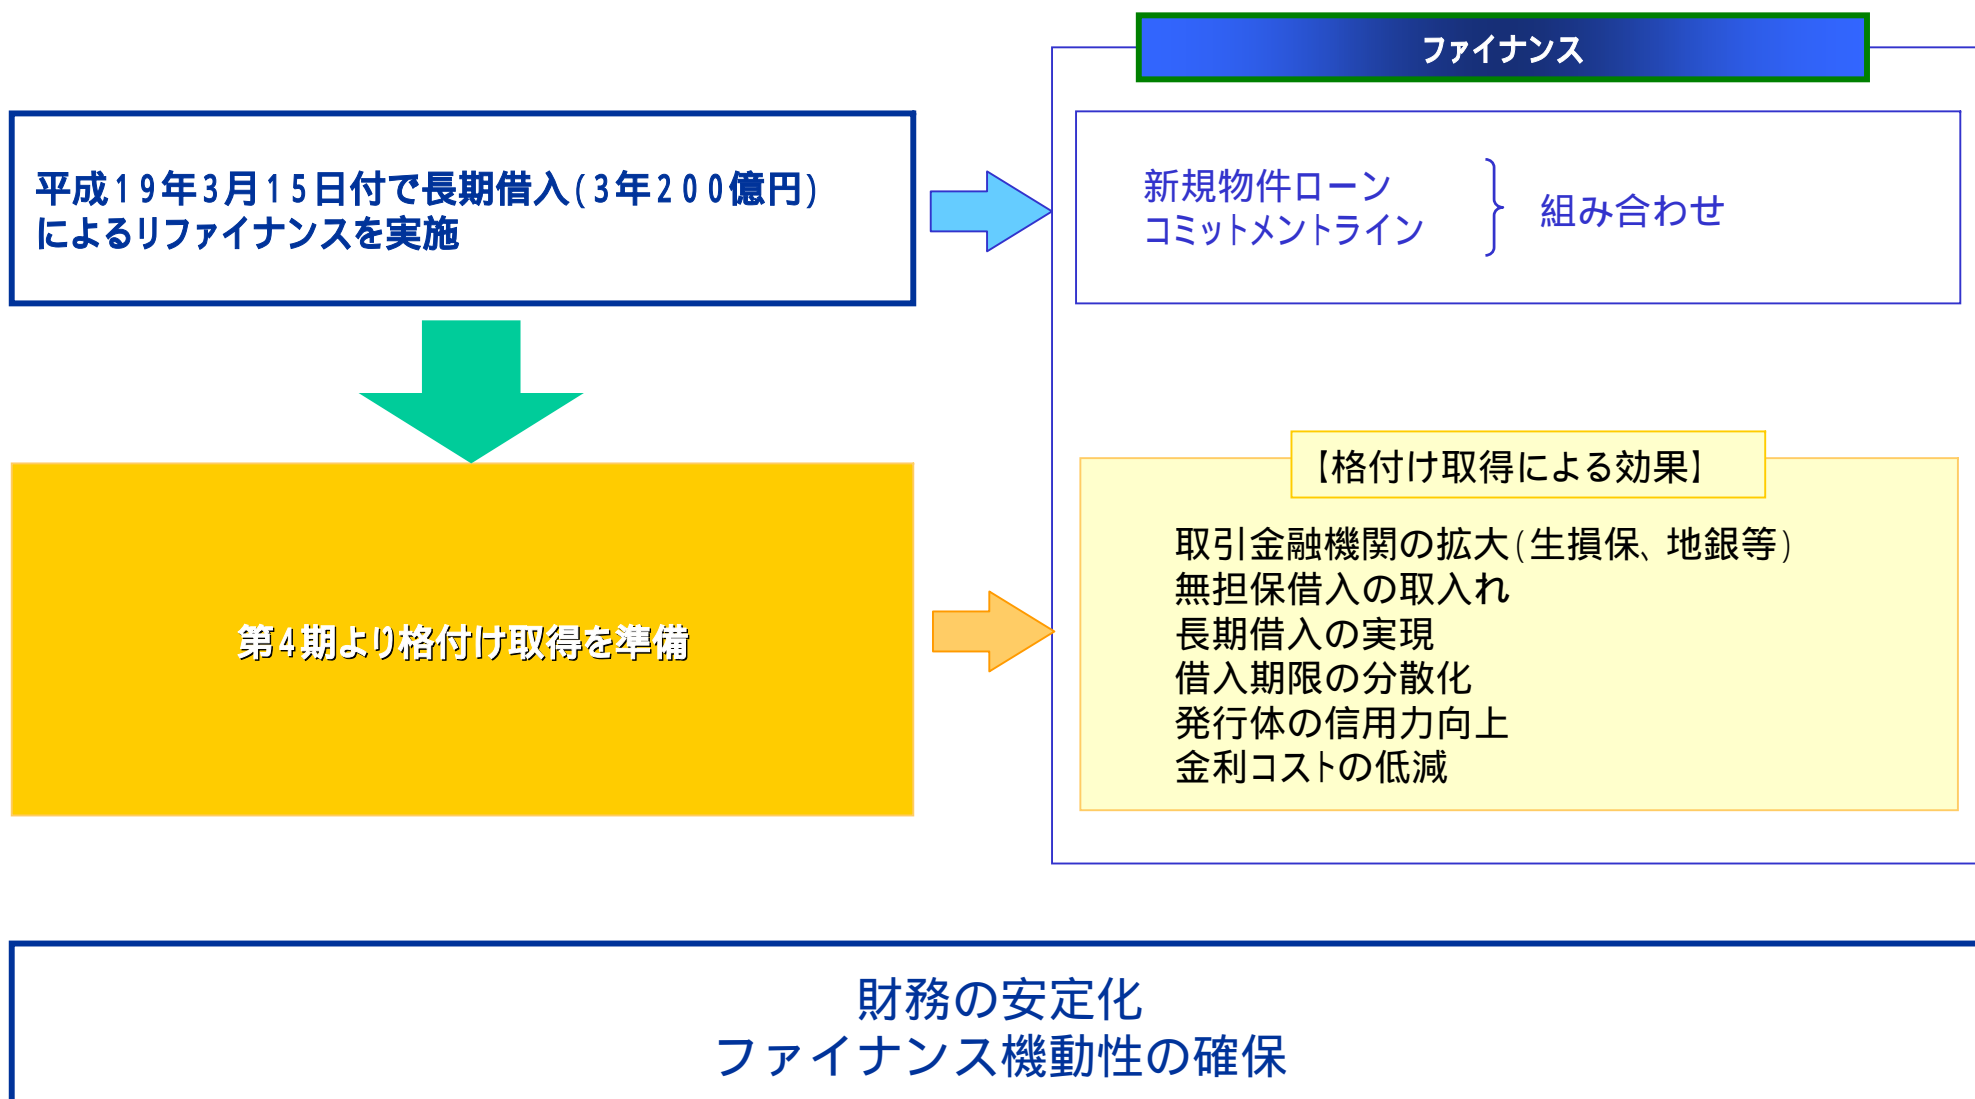 ファイナンス
平成19年3月15日付で長期借入(3年200億円)
によるリファイナンスを実施
新規物件ローン
コミットメントライン
組み合わせ
第4期より格付け取得を準備
【格付け取得による効果】
取引金融機関の拡大(生損保、地銀等)
無担保借入の取入れ
長期借入の実現
借入期限の分散化
発行体の信用力向上
金利コストの低減
財務の安定化
ファイナンス機動性の確保